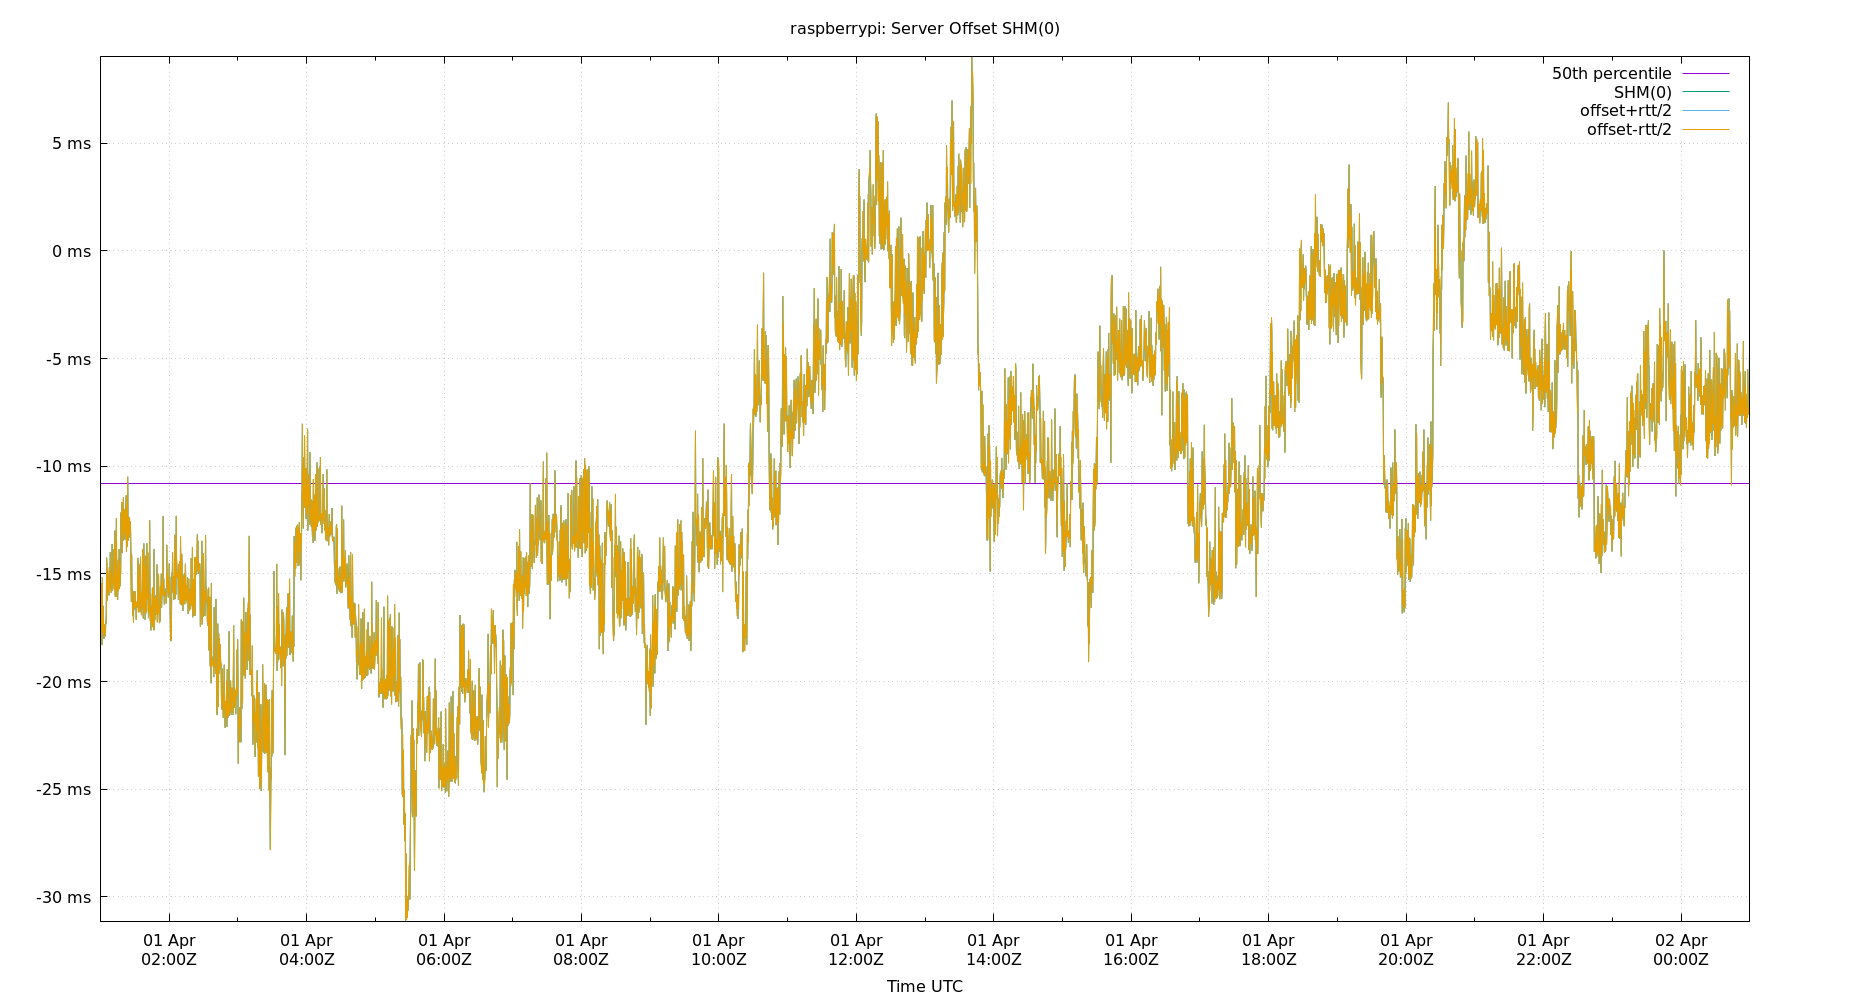 raspberrypi: Server Offset SHM(0)
50th percentile
SHM(0)
offset+rtt/2
offset-rtt/2
5 ms
0 ms
-5 ms
-10 ms
-15 ms
-20 ms
-25 ms
-30 ms
01 Apr 01 Apr 01 Apr 01 Apr 01 Apr 01 Apr 01 Apr 01 Apr 01 Apr 01 Apr 01 Apr 02 Apr
02:00Z 04:00Z 06:00Z 08:00Z 10:00Z 12:00Z 14:00Z 16:00Z 18:00Z 20:00Z 22:00Z 00:00Z
Time UTC